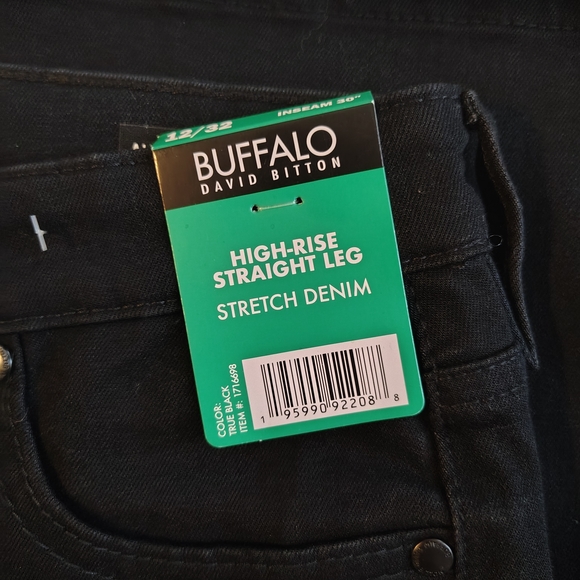 12/32 INSEAM 30"
BUFFALO
DAVID BITTON
HIGH-RISE
STRAIGHT LEG
STRETCH DENIM
COLOR:
TRUE BLACK
ITEM #: 1716698
1 95990 92208 8